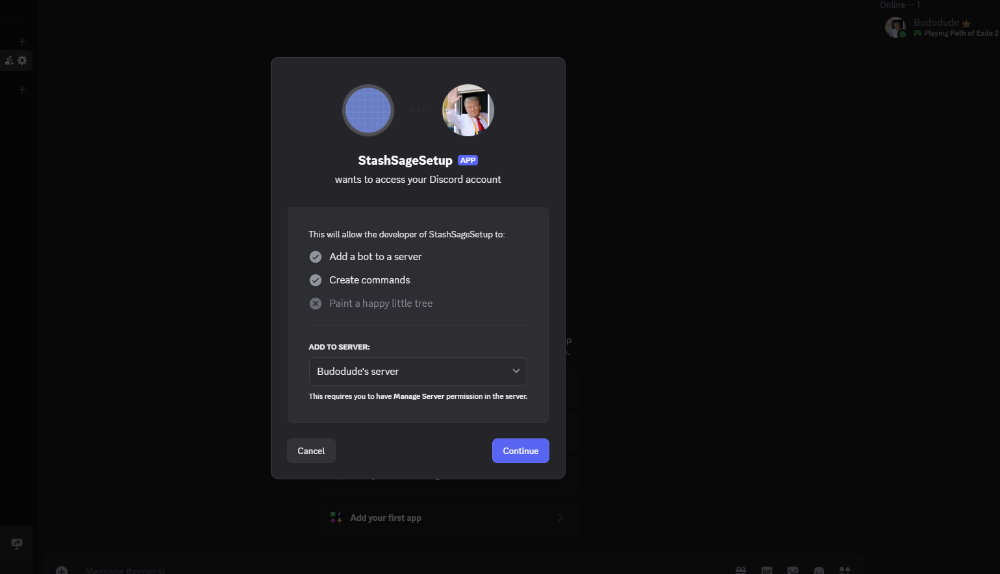 Online — 1
Budodude
Playing Path of Exile 2
StashSageSetup APP
wants to access your Discord account
This will allow the developer of StashSageSetup to:
Add a bot to a server
Create commands
Paint a happy little tree
ADD TO SERVER:
Budodude's server
This requires you to have Manage Server permission in the server.
Cancel
Continue
Add your first app
Message #general
GIF